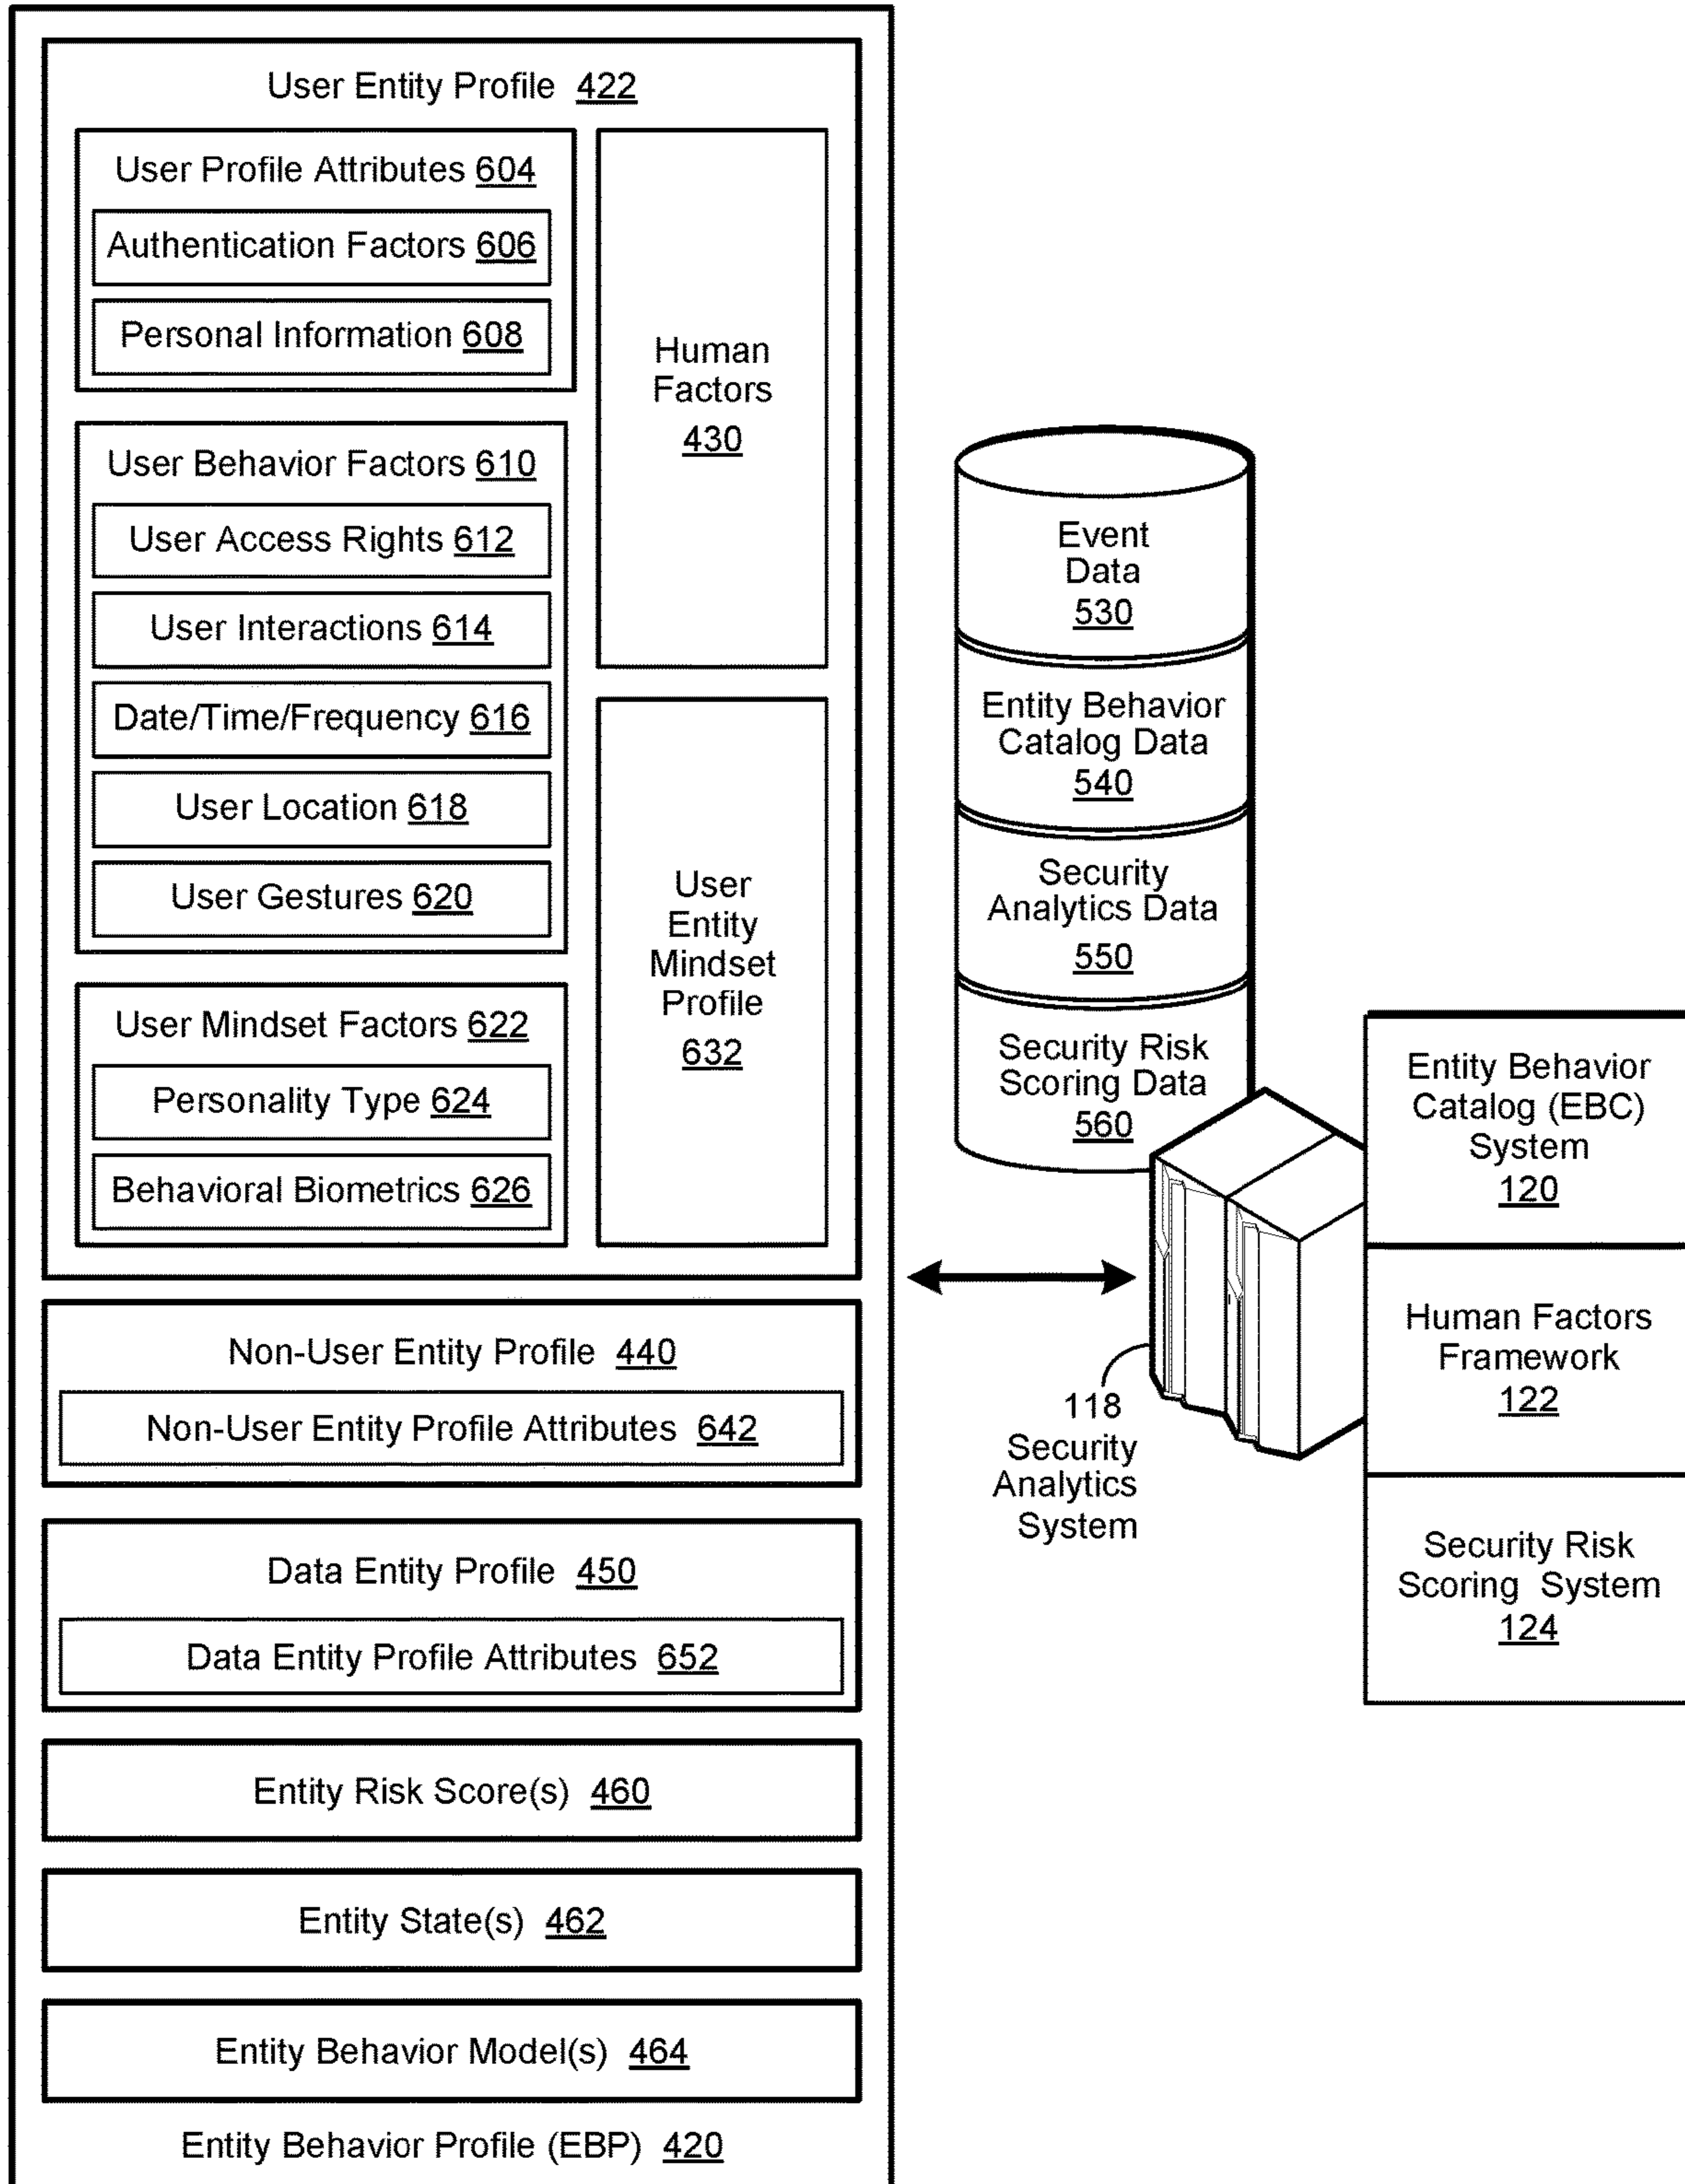 User Entity Profile 422
User Profile Attributes 604
Authentication Factors 606
Personal Information 608
User Behavior Factors 610
User Access Rights 612
User Interactions 614
Date/Time/Frequency 616
User Location 618
User Gestures 620
User Mindset Factors 622
Personality Type 624
Behavioral Biometrics 626
Human
Factors
430
User
Entity
Mindset
Profile
632
Non-User Entity Profile 440
Non-User Entity Profile Attributes 642
Data Entity Profile 450
Data Entity Profile Attributes 652
Entity Risk Score(s) 460
Entity State(s) 462
Entity Behavior Model(s) 464
Entity Behavior Profile (EBP) 420
Event
Data
530
Entity Behavior
Catalog Data
540
Security
Analytics Data
550
Security Risk
Scoring Data
560
118
Security
Analytics
System
Entity Behavior
Catalog (EBC)
System
120
Human Factors
Framework
122
Security Risk
Scoring System
124